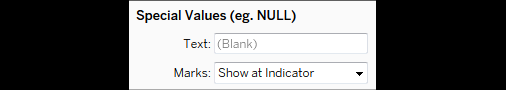 Special Values (eg. NULL)
Text: (Blank)
Marks: Show at Indicator